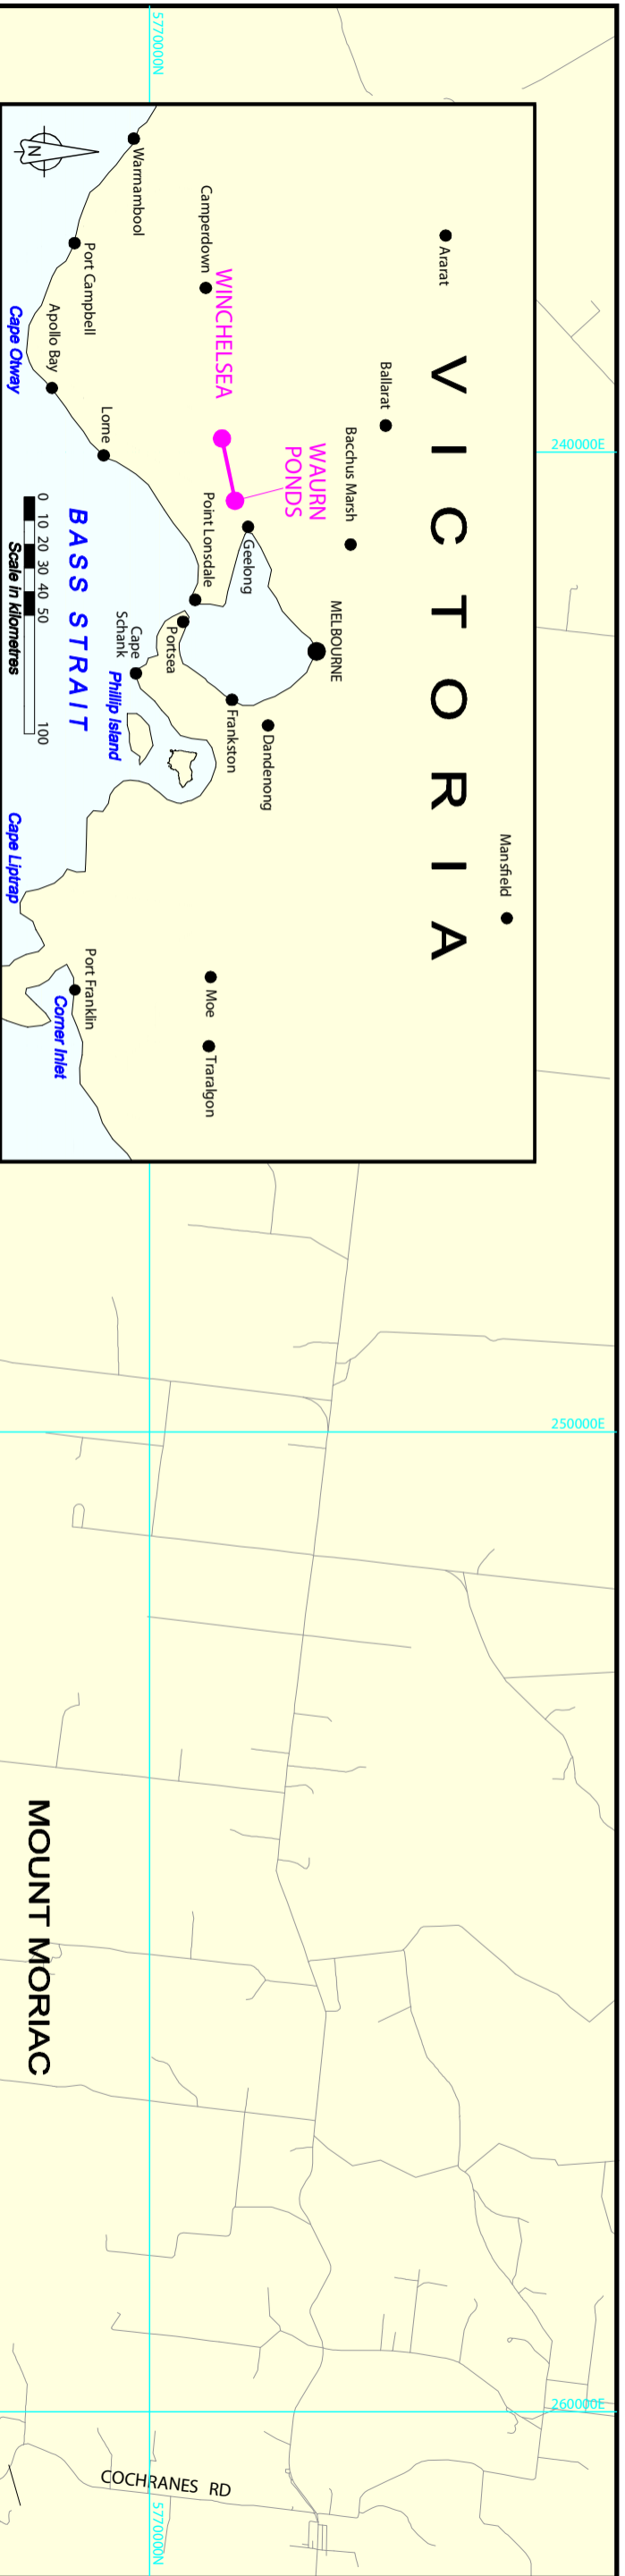 5770000N
240000E
250000E
260000E
5770000N
VICTORIA
Ararat
Mansfield
Ballarat
Bacchus Marsh
MELBOURNE
WAURN
PONDS
Dandenong
Geelong
Frankston
WINCHELSEA
Camperdown
Point Lonsdale
Moe
Traralgon
Portsea
Cape
Schank
Warrnambool
Phillip Island
Lorne
Port Campbell
Port Franklin
BASS STRAIT
Apollo Bay
Corner Inlet
0 10 20 30 40 50 100
Scale in kilometres
Cape Otway
Cape Liptrap
N
MOUNT MORIAC
COCHRANES RD